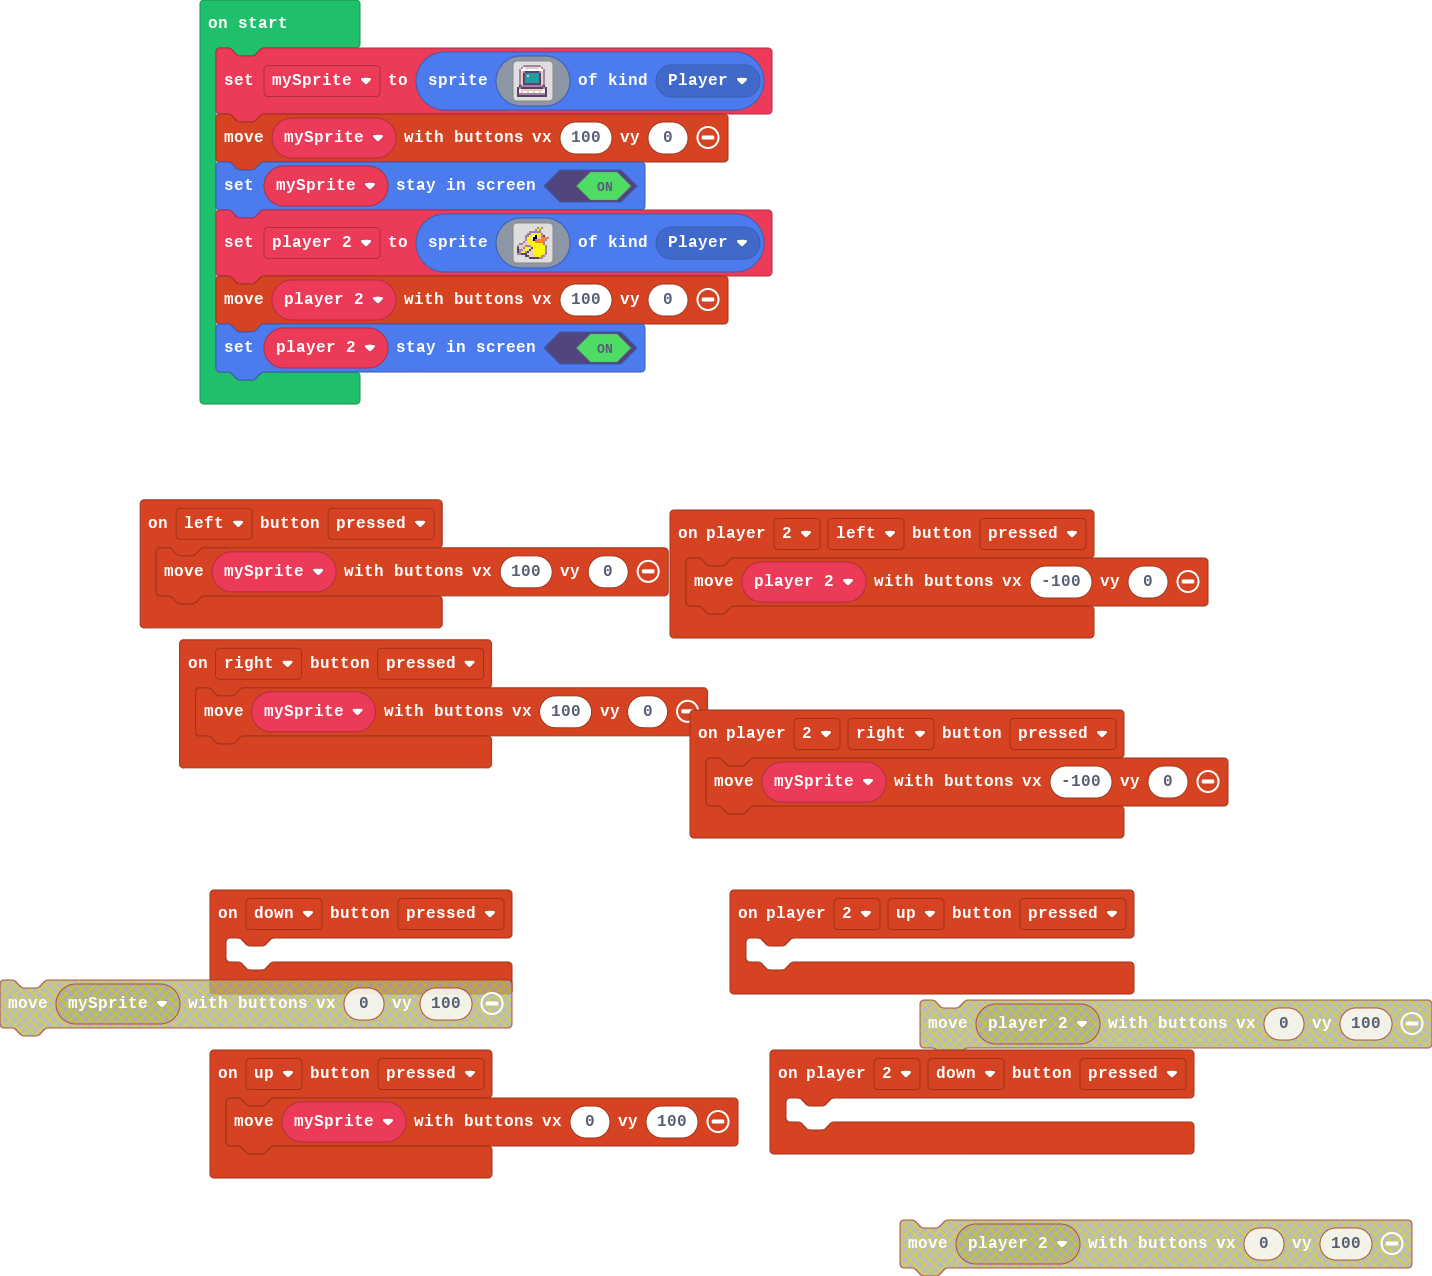 on start
set mySprite to sprite of kind Player
move mySprite with buttons vx 100 vy 0
set mySprite stay in screen ON
set player 2 to sprite of kind Player
move player 2 with buttons vx 100 vy 0
set player 2 stay in screen ON
on left button pressed
move mySprite with buttons vx 100 vy 0
on player 2 left button pressed
move player 2 with buttons vx -100 vy 0
on right button pressed
move mySprite with buttons vx 100 vy 0
on player 2 right button pressed
move mySprite with buttons vx -100 vy 0
on down button pressed
move mySprite with buttons vx 0 vy 100
on player 2 up button pressed
move player 2 with buttons vx 0 vy 100
on up button pressed
move mySprite with buttons vx 0 vy 100
on player 2 down button pressed
move player 2 with buttons vx 0 vy 100